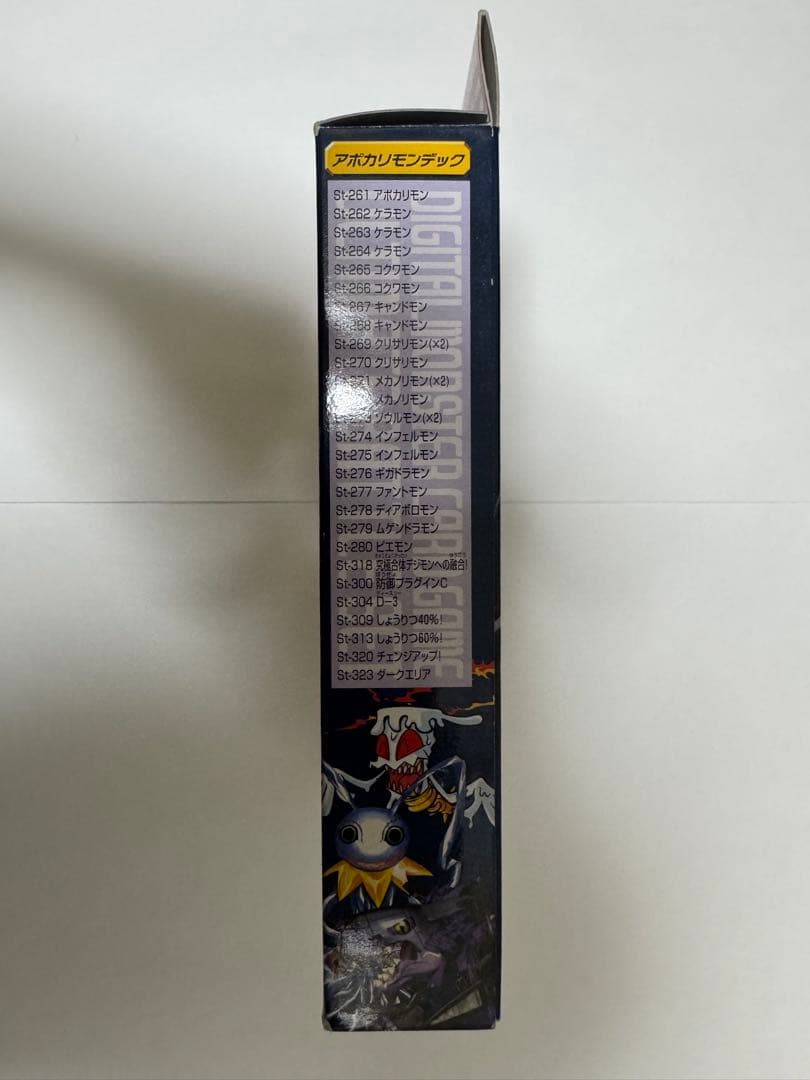 アポカリモンデック
St-261 アポカリモン
St-262 ケラモン
St-263 ケラモン
St-264 ケラモン
St-265 コクワモン
St-266 コクワモン
St-267 キャンドモン
St-268 キャンドモン
St-269 クリサリモン(×2)
St-270 クリサリモン
St-271 メカノリモン(×2)
メカノリモン
St-273 ソウルモン(×2)
St-274 インフェルモン
St-275 インフェルモン
St-276 ギガドラモン
St-277 ファントモン
St-278 ディアボロモン
St-279 ムゲンドラモン
St-280 ピエモン
St-318 究極合体デジモンへの融合!
St-300 防御プラグインC
St-304 D-3
St-309 しょうりつ40%!
St-313 しょうりつ60%!
St-320 チェンジアップ!
St-323 ダークエリア
DIGITAL MONSTER CARD GAME